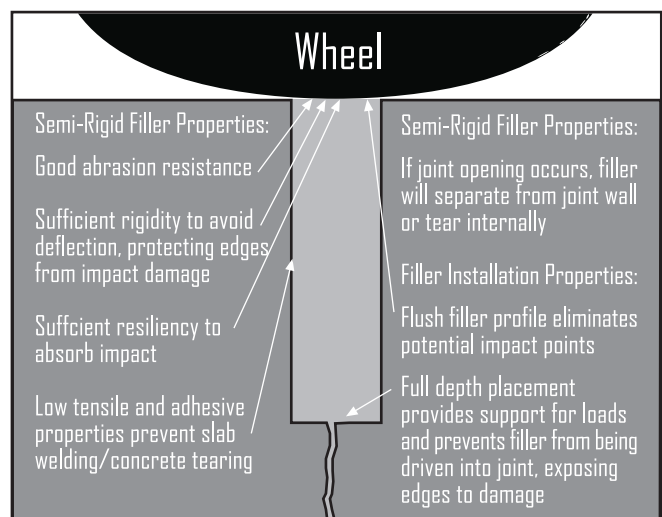 Wheel
Semi-Rigid Filler Properties:
Good abrasion resistance
Sufficient rigidity to avoid
deflection, protecting edges
from impact damage
Suffcient resiliency to
absorb impact
Low tensile and adhesive
properties prevent slab
welding/concrete tearing
Semi-Rigid Filler Properties:
If joint opening occurs, filler
will separate from joint wall
or tear internally
Filler Installation Properties:
Flush filler profile eliminates
potential impact points
Full depth placement
provides support for loads
and prevents filler from being
driven into joint, exposing
edges to damage